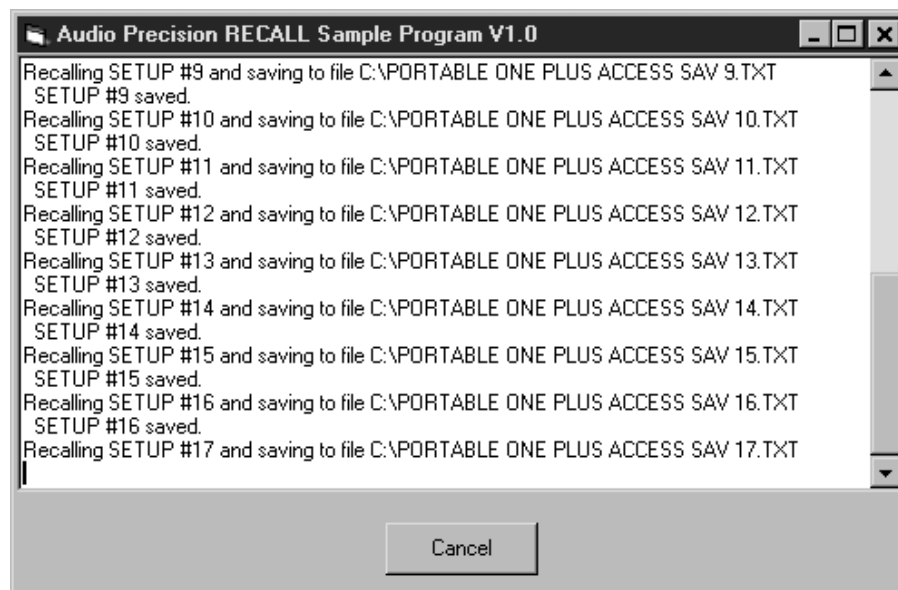 Audio Precision RECALL Sample Program V1.0
Recalling SETUP #9 and saving to file C:\PORTABLE ONE PLUS ACCESS SAV 9.TXT
SETUP #9 saved.
Recalling SETUP #10 and saving to file C:\PORTABLE ONE PLUS ACCESS SAV 10.TXT
SETUP #10 saved.
Recalling SETUP #11 and saving to file C:\PORTABLE ONE PLUS ACCESS SAV 11.TXT
SETUP #11 saved.
Recalling SETUP #12 and saving to file C:\PORTABLE ONE PLUS ACCESS SAV 12.TXT
SETUP #12 saved.
Recalling SETUP #13 and saving to file C:\PORTABLE ONE PLUS ACCESS SAV 13.TXT
SETUP #13 saved.
Recalling SETUP #14 and saving to file C:\PORTABLE ONE PLUS ACCESS SAV 14.TXT
SETUP #14 saved.
Recalling SETUP #15 and saving to file C:\PORTABLE ONE PLUS ACCESS SAV 15.TXT
SETUP #15 saved.
Recalling SETUP #16 and saving to file C:\PORTABLE ONE PLUS ACCESS SAV 16.TXT
SETUP #16 saved.
Recalling SETUP #17 and saving to file C:\PORTABLE ONE PLUS ACCESS SAV 17.TXT
Cancel